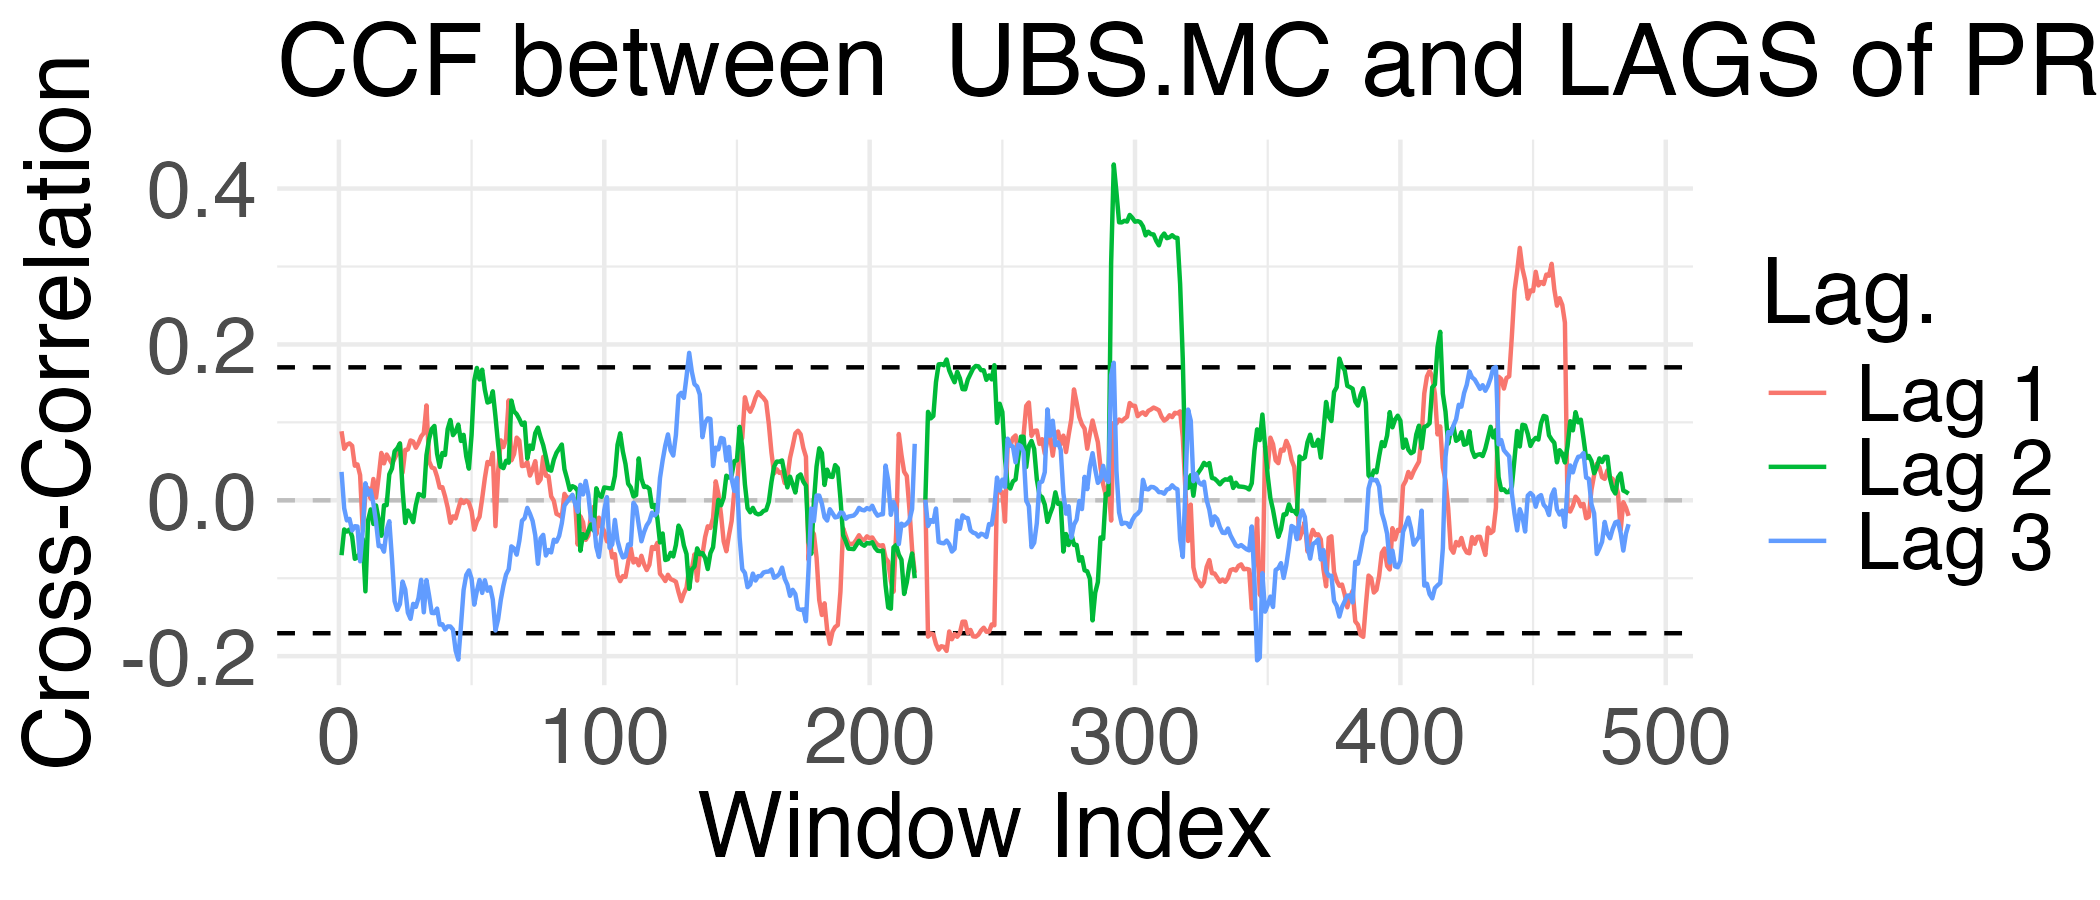 CCF between  UBS.MC and LAGS of PR
Cross-Correlation
0.4
0.2
0.0
-0.2
0 100 200 300 400 500
Window Index
Lag.
Lag 1
Lag 2
Lag 3